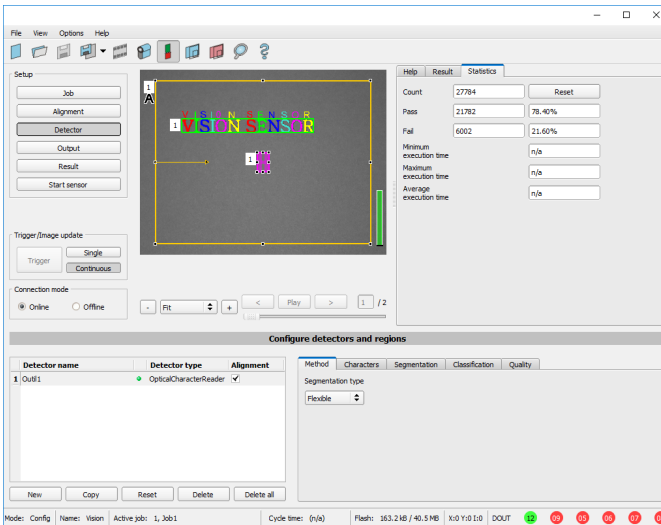 File View Options Help
Setup
Job
Alignment
Detector
Output
Result
Start sensor
Trigger/Image update
Trigger
Single
Continuous
Connection mode
Online Offline
1
A
V I S I N S E N S R
1 VISION SENSOR
1
- Fit + < Play > 1 / 2
Help Result Statistics
Count 27784 Reset
Pass 21782 78.40%
Fail 6002 21.60%
Minimum
execution time n/a
Maximum
execution time n/a
Average
execution time n/a
Configure detectors and regions
Detector name Detector type Alignment
1 Outil1 OpticalCharacterReader
New Copy Reset Delete Delete all
Method Characters Segmentation Classification Quality
Segmentation type
Flexible
Mode: Config Name: Vision Active job: 1, Job1 Cycle time: (n/a) Flash: 163.2 kB / 40.5 MB X:0 Y:0 I:0 DOUT 12 09 05 06 07